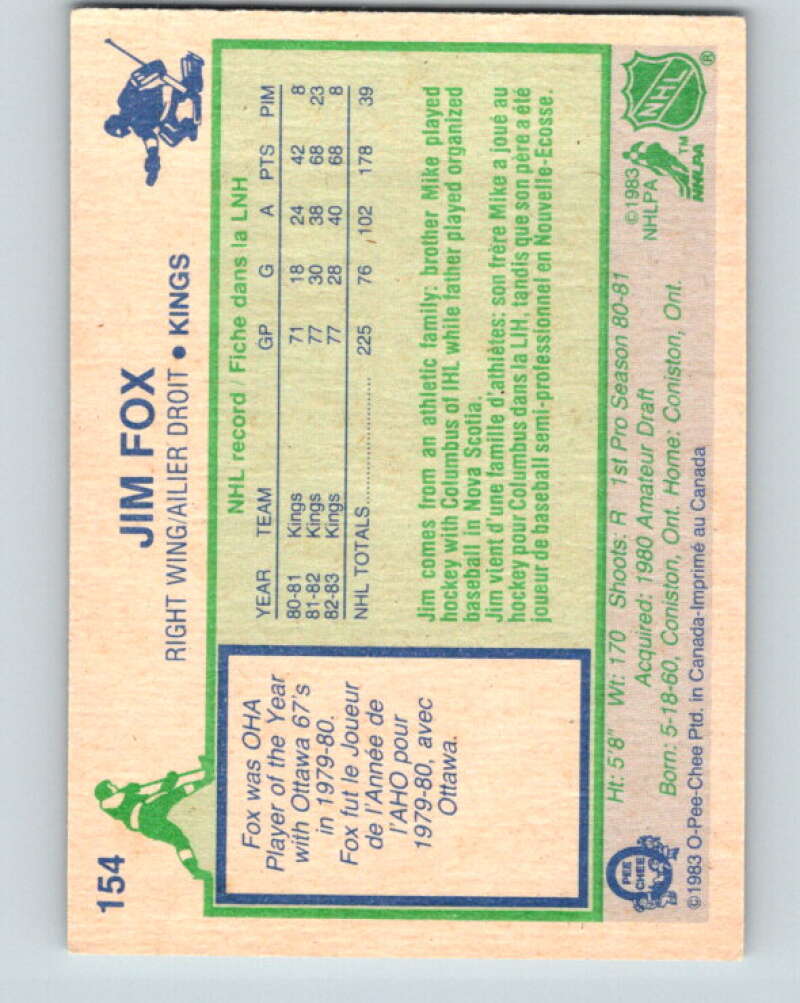 154
JIM FOX
RIGHT WING/AILIER DROIT • KINGS
Fox was OHA
Player of the Year
with Ottawa 67's
in 1979-80.
Fox fut le Joueur
de l'Année de
l'AHO pour
1979-80, avec
Ottawa.
NHL record / Fiche dans la LNH
YEAR TEAM GP G A PTS PIM
80-81 Kings 71 18 24 42 8
81-82 Kings 77 30 38 68 23
82-83 Kings 77 28 40 68 8
NHL TOTALS.................... 225 76 102 178 39
Jim comes from an athletic family: brother Mike played
hockey with Columbus of IHL while father played organized
baseball in Nova Scotia.
Jim vient d'une famille d'athlètes: son frère Mike a joué au
hockey pour Columbus dans la LIH, tandis que son père a été
joueur de baseball semi-professionnel en Nouvelle-Ecosse.
Ht: 5'8" Wt: 170 Shoots: R 1st Pro Season 80-81
Acquired: 1980 Amateur Draft
Born: 5-18-60, Coniston, Ont. Home: Coniston, Ont.
©1983 O-Pee-Chee Ptd. in Canada-Imprimé au Canada
O PEE CHEE
©1983
NHLPA
NHLPA™
NHL®